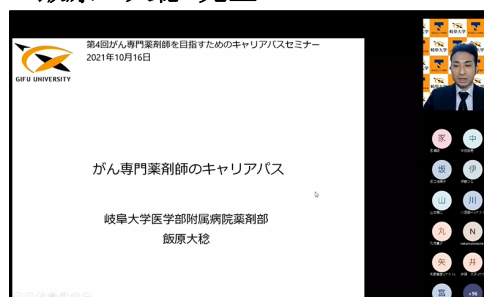 第4回がん専門薬剤師を目指すためのキャリアパスセミナー
2021年10月16日
GIFU UNIVERSITY
がん専門薬剤師のキャリアパス
岐阜大学医学部附属病院薬剤部
飯原大稔
岐阜大学
家
中
坂
伊
山
川
丸
N
矢
井
富
+96